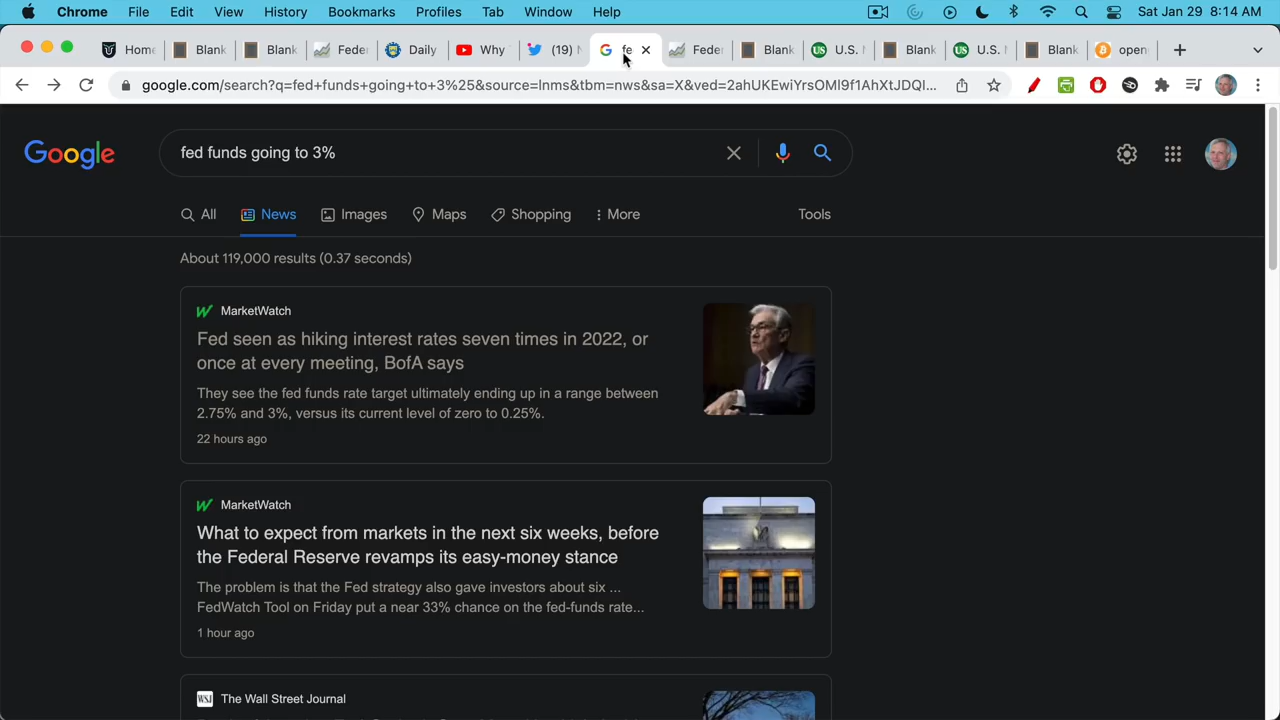 Chrome File Edit View History Bookmarks Profiles Tab Window Help Sat Jan 29 8:14 AM
Home Blank Blank Feder Daily Why (19) N fe Feder Blank U.S. Blank U.S. Blank open
google.com/search?q=fed+funds+going+to+3%25&source=lnms&tbm=nws&sa=X&ved=2ahUKEwiYrsOMl9f1AhXtJDQI...
Google
fed funds going to 3%
All News Images Maps Shopping More Tools
About 119,000 results (0.37 seconds)
MarketWatch
Fed seen as hiking interest rates seven times in 2022, or
once at every meeting, BofA says
They see the fed funds rate target ultimately ending up in a range between
2.75% and 3%, versus its current level of zero to 0.25%.
22 hours ago
MarketWatch
What to expect from markets in the next six weeks, before
the Federal Reserve revamps its easy-money stance
The problem is that the Fed strategy also gave investors about six ...
FedWatch Tool on Friday put a near 33% chance on the fed-funds rate...
1 hour ago
WSJ The Wall Street Journal